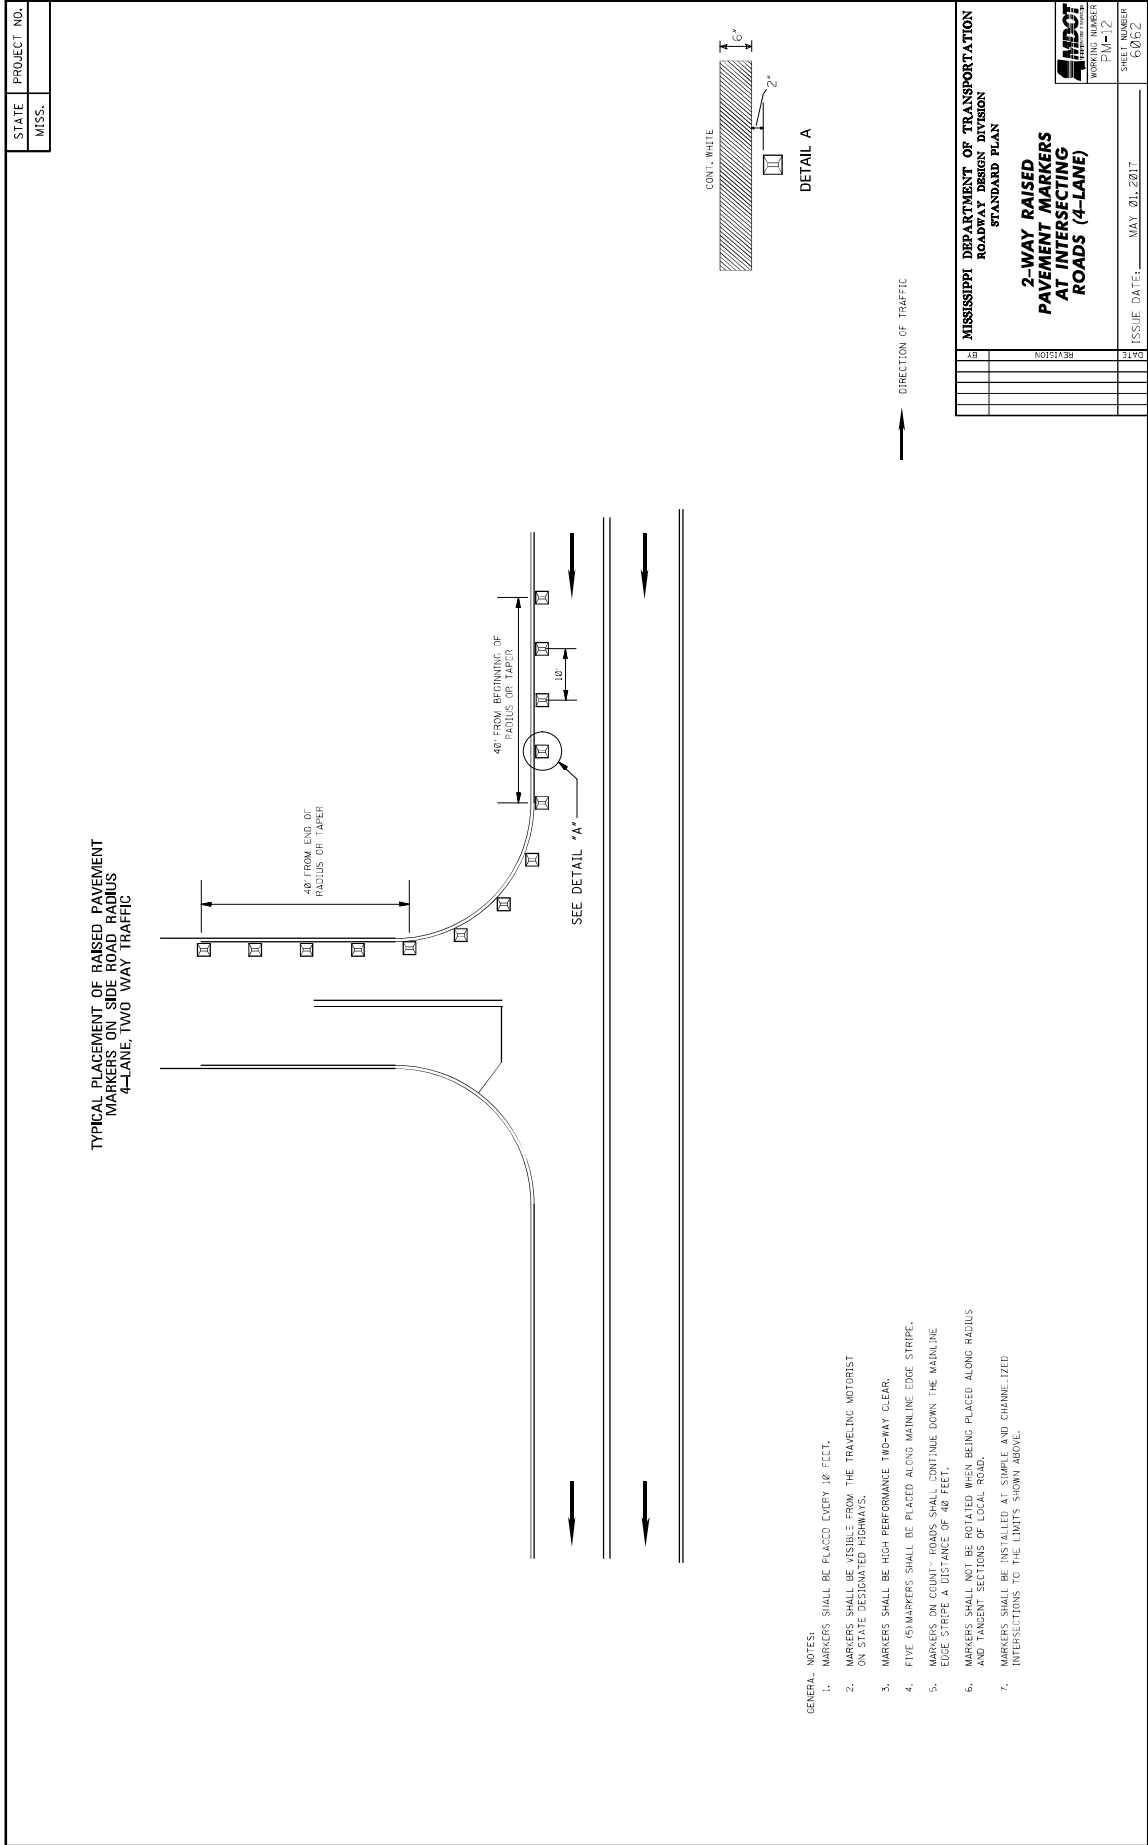 STATE PROJECT NO.
MISS.
TYPICAL PLACEMENT OF RAISED PAVEMENT
MARKERS ON SIDE ROAD RADIUS
4-LANE, TWO WAY TRAFFIC
40' FROM END OF
RADIUS OR TAPER
40' FROM BEGINNING OF
RADIUS OR TAPER
10'
SEE DETAIL "A"
CONT. WHITE
6"
2"
DETAIL A
DIRECTION OF TRAFFIC
GENERAL NOTES:
1. MARKERS SHALL BE PLACED EVERY 10 FEET.
2. MARKERS SHALL BE VISIBLE FROM THE TRAVELING MOTORIST
ON STATE DESIGNATED HIGHWAYS.
3. MARKERS SHALL BE HIGH PERFORMANCE TWO-WAY CLEAR.
4. FIVE (5) MARKERS SHALL BE PLACED ALONG MAINLINE EDGE STRIPE.
5. MARKERS ON COUNTY ROADS SHALL CONTINUE DOWN THE MAINLINE
EDGE STRIPE A DISTANCE OF 40 FEET.
6. MARKERS SHALL NOT BE ROTATED WHEN BEING PLACED ALONG RADIUS
AND TANGENT SECTIONS OF LOCAL ROAD.
7. MARKERS SHALL BE INSTALLED AT SIMPLE AND CHANNELIZED
INTERSECTIONS TO THE LIMITS SHOWN ABOVE.
BY
REVISION
DATE
MISSISSIPPI DEPARTMENT OF TRANSPORTATION
ROADWAY DESIGN DIVISION
STANDARD PLAN
2-WAY RAISED
PAVEMENT MARKERS
AT INTERSECTING
ROADS (4-LANE)
MDOT
WORKING NUMBER
PM-12
SHEET NUMBER
6062
ISSUE DATE: MAY 01, 2017